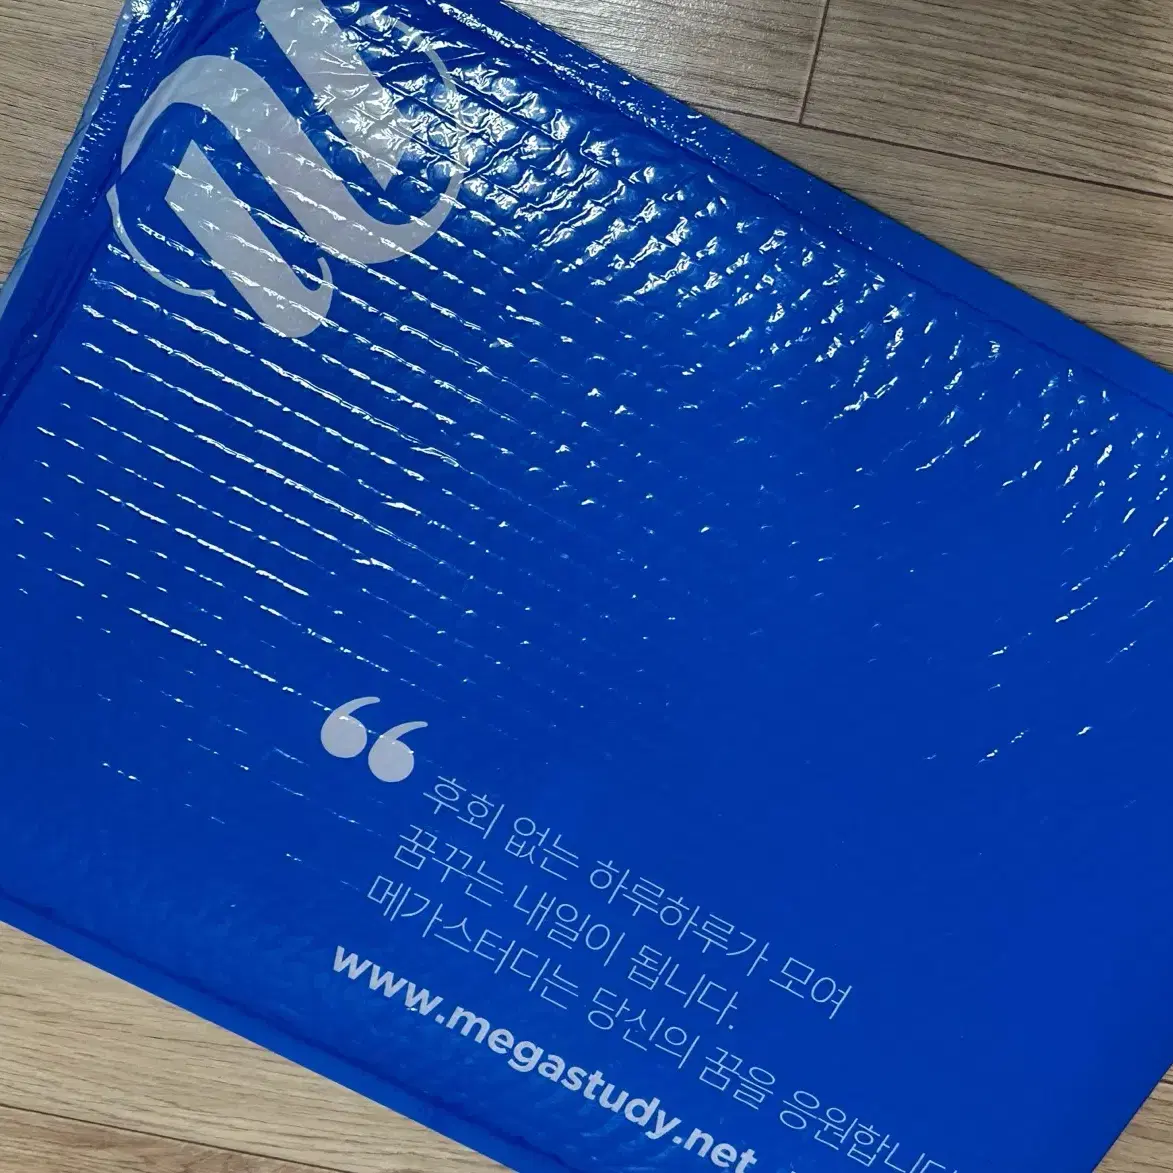 “
후회 없는 하루하루가 모여
꿈꾸는 내일이 됩니다.
메가스터디는 당신의 꿈을 응원합니다
www.megastudy.net